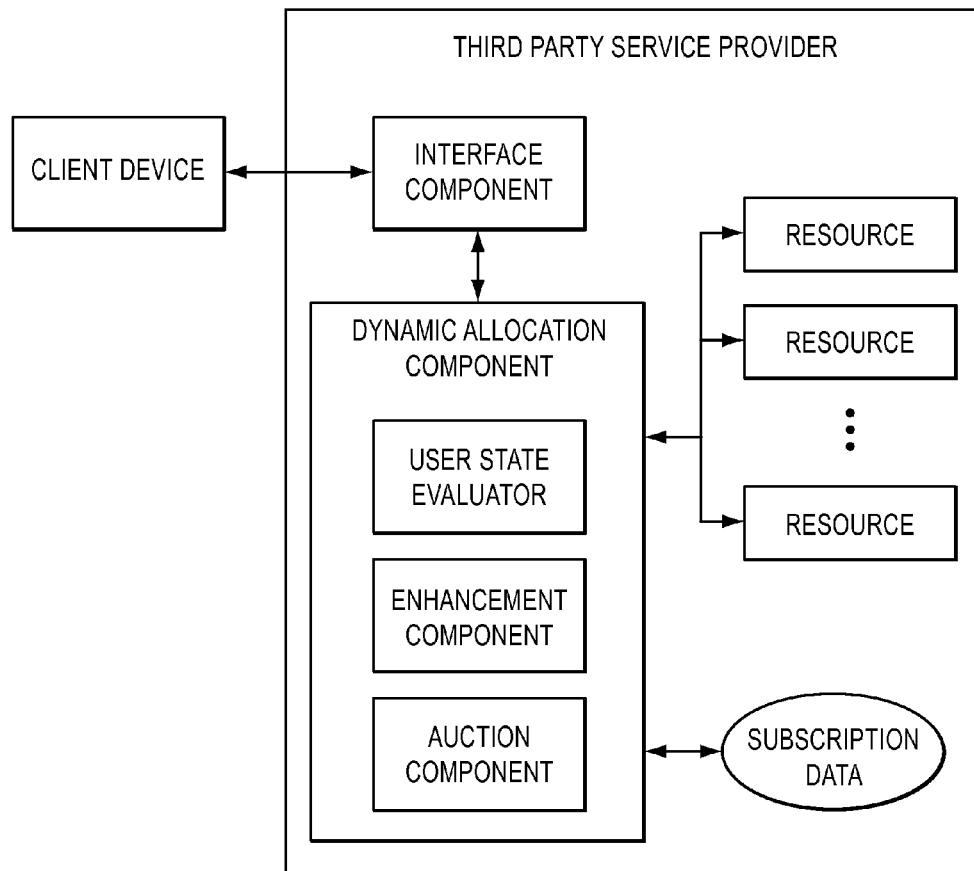 THIRD PARTY SERVICE PROVIDER
CLIENT DEVICE
INTERFACE
COMPONENT
RESOURCE
DYNAMIC ALLOCATION
COMPONENT
RESOURCE
USER STATE
EVALUATOR
RESOURCE
ENHANCEMENT
COMPONENT
AUCTION
COMPONENT
SUBSCRIPTION
DATA